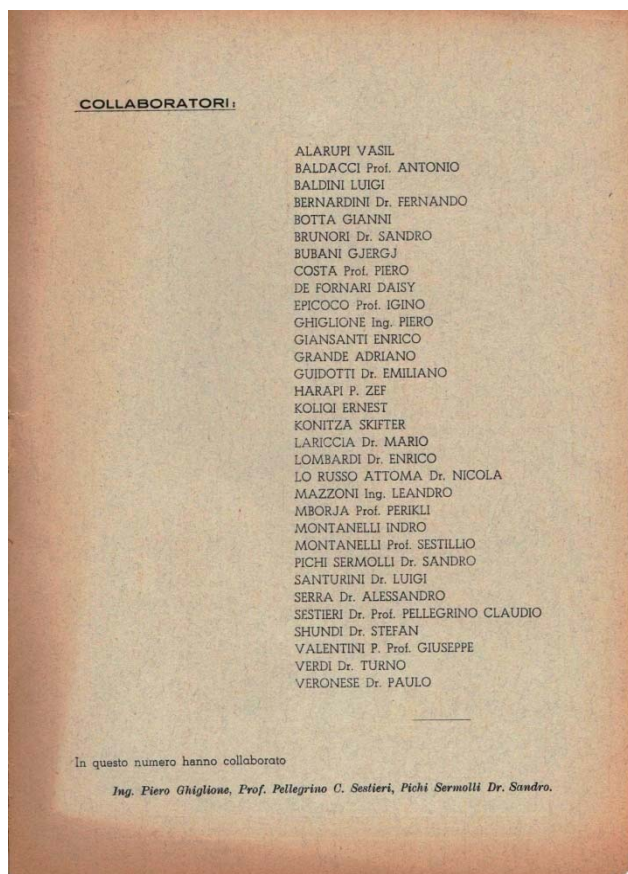 COLLABORATORI:
ALARUPI VASIL
BALDACCI Prof. ANTONIO
BALDINI LUIGI
BERNARDINI Dr. FERNANDO
BOTTA GIANNI
BRUNORI Dr. SANDRO
BUBANI GJERGJ
COSTA Prof. PIERO
DE FORNARI DAISY
EPICOCO Prof. IGINO
GHIGLIONE Ing. PIERO
GIANSANTI ENRICO
GRANDE ADRIANO
GUIDOTTI Dr. EMILIANO
HARAPI P. ZEF
KOLIQI ERNEST
KONITZA SKIFTER
LARICCIA Dr. MARIO
LOMBARDI Dr. ENRICO
LO RUSSO ATTOMA Dr. NICOLA
MAZZONI Ing. LEANDRO
MBORJA Prof. PERIKLI
MONTANELLI INDRO
MONTANELLI Prof. SESTILLIO
PICHI SERMOLLI Dr. SANDRO
SANTURINI Dr. LUIGI
SERRA Dr. ALESSANDRO
SESTIERI Dr. Prof. PELLEGRINO CLAUDIO
SHUNDI Dr. STEFAN
VALENTINI P. Prof. GIUSEPPE
VERDI Dr. TURNO
VERONESE Dr. PAULO
In questo numero hanno collaborato
Ing. Piero Ghiglione, Prof. Pellegrino C. Sestieri, Pichi Sermolli Dr. Sandro.